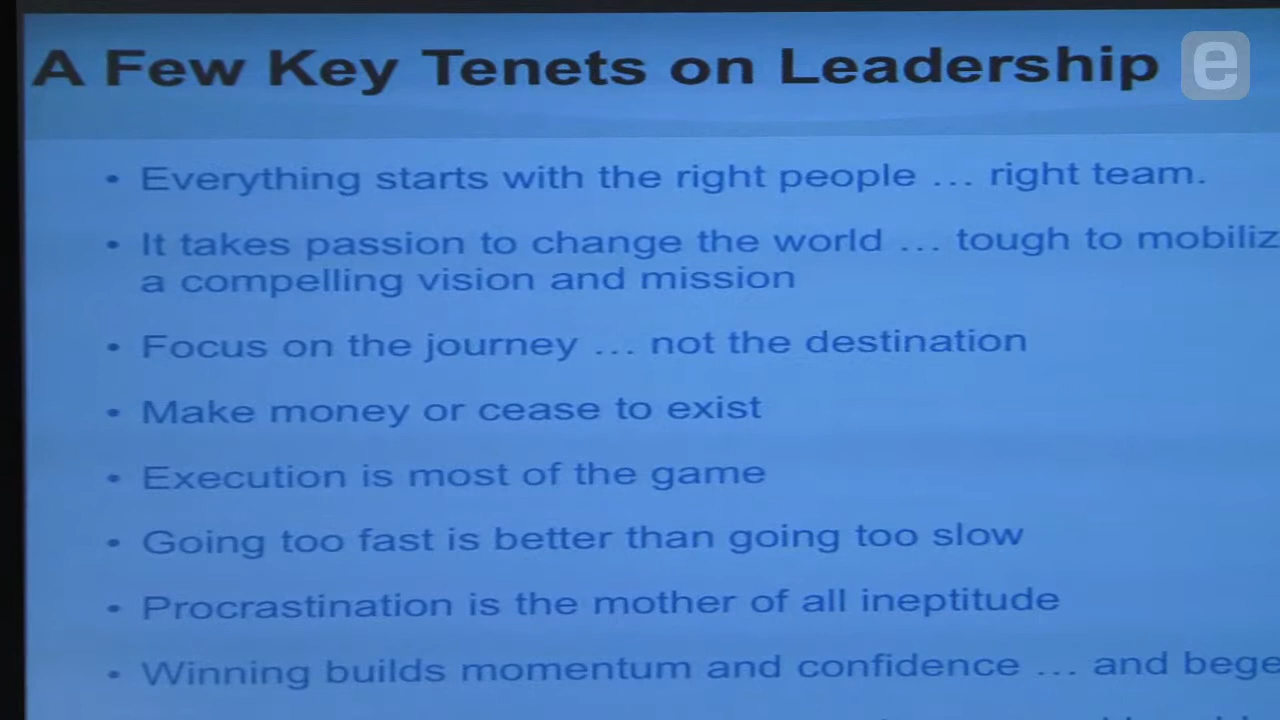 A Few Key Tenets on Leadership
e
• Everything starts with the right people … right team.
• It takes passion to change the world … tough to
a compelling vision and mission
• Focus on the journey … not the destination
• Make money or cease to exist
• Execution is most of the game
• Going too fast is better than going too slow
• Procrastination is the mother of all ineptitude
• Winning builds momentum and confidence … and